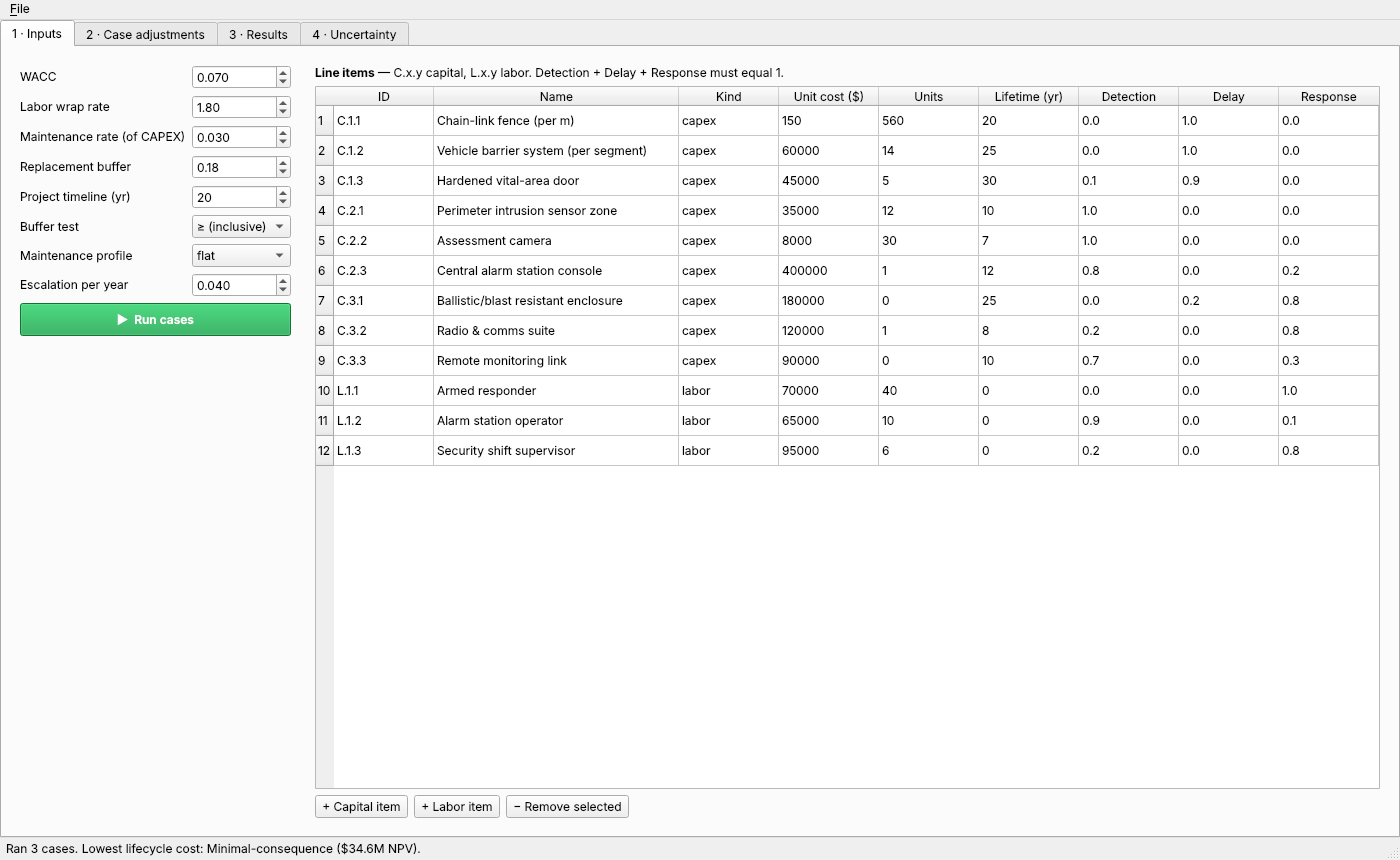 File
1 · Inputs 2 · Case adjustments 3 · Results 4 · Uncertainty
WACC 0.070
Labor wrap rate 1.80
Maintenance rate (of CAPEX) 0.030
Replacement buffer 0.18
Project timeline (yr) 20
Buffer test ≥ (inclusive)
Maintenance profile flat
Escalation per year 0.040
▶ Run cases
Line items — C.x.y capital, L.x.y labor. Detection + Delay + Response must equal 1.
ID Name Kind Unit cost ($) Units Lifetime (yr) Detection Delay Response
1 C.1.1 Chain-link fence (per m) capex 150 560 20 0.0 1.0 0.0
2 C.1.2 Vehicle barrier system (per segment) capex 60000 14 25 0.0 1.0 0.0
3 C.1.3 Hardened vital-area door capex 45000 5 30 0.1 0.9 0.0
4 C.2.1 Perimeter intrusion sensor zone capex 35000 12 10 1.0 0.0 0.0
5 C.2.2 Assessment camera capex 8000 30 7 1.0 0.0 0.0
6 C.2.3 Central alarm station console capex 400000 1 12 0.8 0.0 0.2
7 C.3.1 Ballistic/blast resistant enclosure capex 180000 0 25 0.0 0.2 0.8
8 C.3.2 Radio & comms suite capex 120000 1 8 0.2 0.0 0.8
9 C.3.3 Remote monitoring link capex 90000 0 10 0.7 0.0 0.3
10 L.1.1 Armed responder labor 70000 40 0 0.0 0.0 1.0
11 L.1.2 Alarm station operator labor 65000 10 0 0.9 0.0 0.1
12 L.1.3 Security shift supervisor labor 95000 6 0 0.2 0.0 0.8
+ Capital item + Labor item − Remove selected
Ran 3 cases. Lowest lifecycle cost: Minimal-consequence ($34.6M NPV).